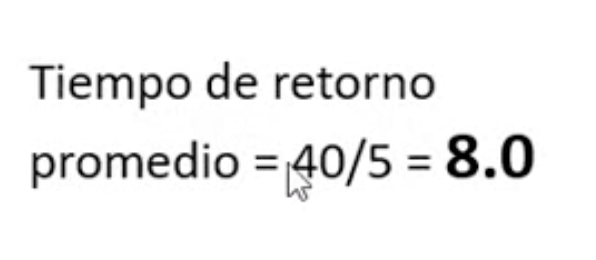 Tiempo de retorno
promedio = 40/5 = 8.0